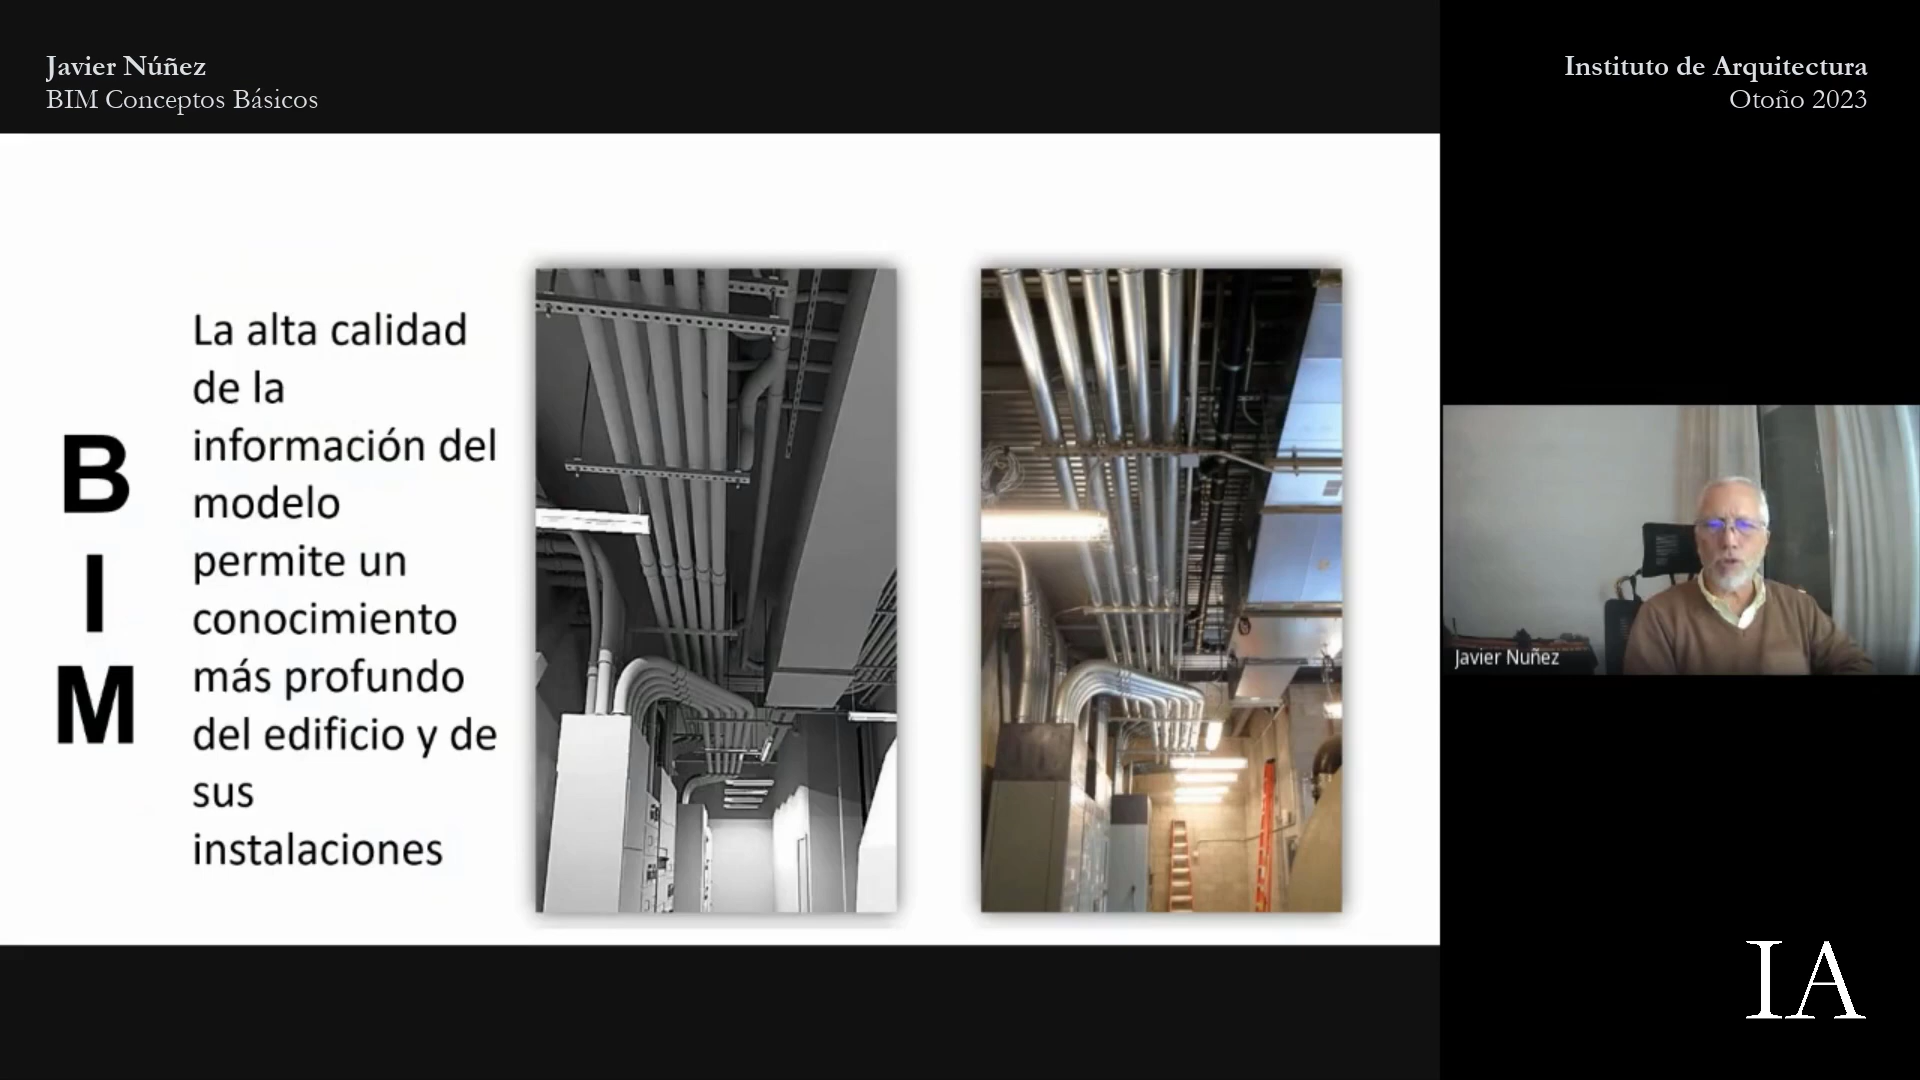 Javier Núñez
BIM Conceptos Básicos
Instituto de Arquitectura
Otoño 2023
B
I
M
La alta calidad
de la
información del
modelo
permite un
conocimiento
más profundo
del edificio y de
sus
instalaciones
Javier Nuñez
IA